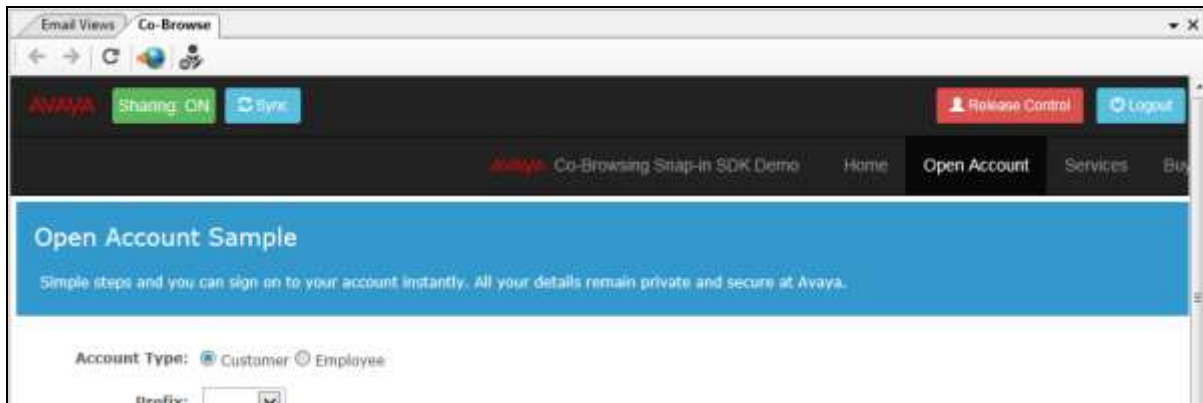 Email Views Co-Browse
AVAYA Sharing: ON Sync Release Control Logout
AVAYA Co-Browsing Snap-in SDK Demo Home Open Account Services
Open Account Sample
Simple steps and you can sign on to your account instantly. All your details remain private and secure at Avaya.
Account Type: Customer Employee
Prefix: